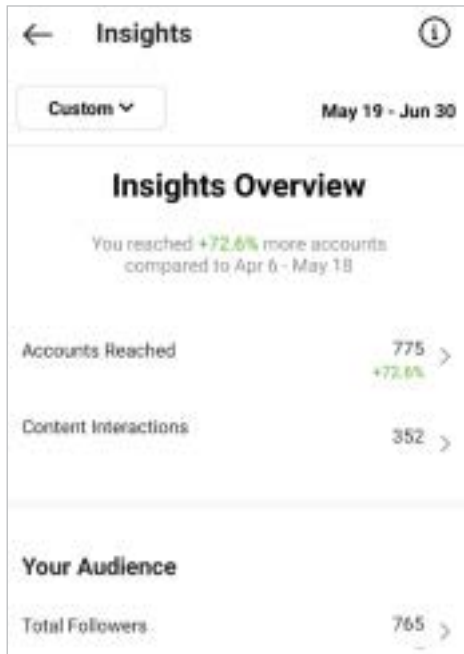 Insights
Custom
May 19 - Jun 30
Insights Overview
You reached +72.6% more accounts
compared to Apr 6 - May 18
Accounts Reached
775
+72.6%
Content Interactions
352
Your Audience
Total Followers
765